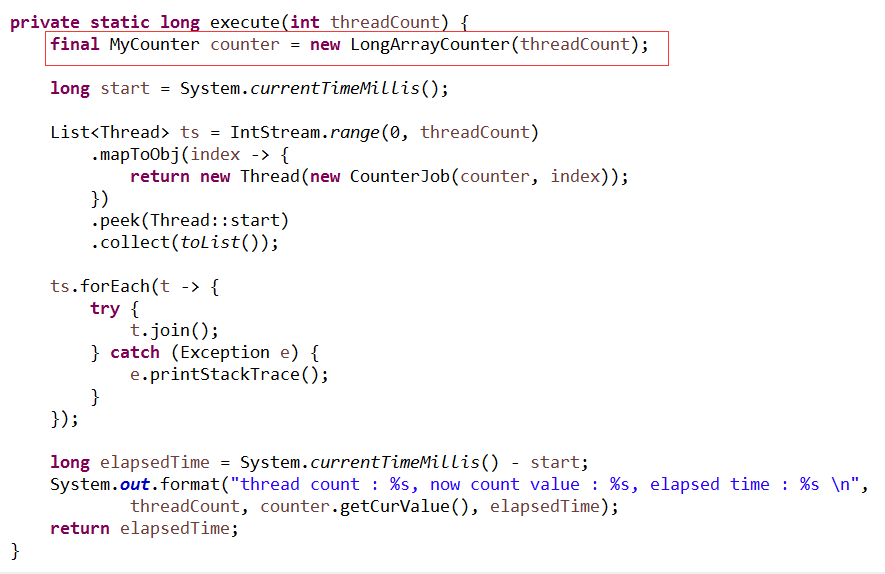 private static long execute(int threadCount) {
    final MyCounter counter = new LongArrayCounter(threadCount);
    long start = System.currentTimeMillis();
    List<Thread> ts = IntStream.range(0, threadCount)
        .mapToObj(index -> {
            return new Thread(new CounterJob(counter, index));
        })
        .peek(Thread::start)
        .collect(toList());
    ts.forEach(t -> {
        try {
            t.join();
        } catch (Exception e) {
            e.printStackTrace();
        }
    });
    long elapsedTime = System.currentTimeMillis() - start;
    System.out.format("thread count : %s, now count value : %s, elapsed time : %s \n",
            threadCount, counter.getCurValue(), elapsedTime);
    return elapsedTime;
}